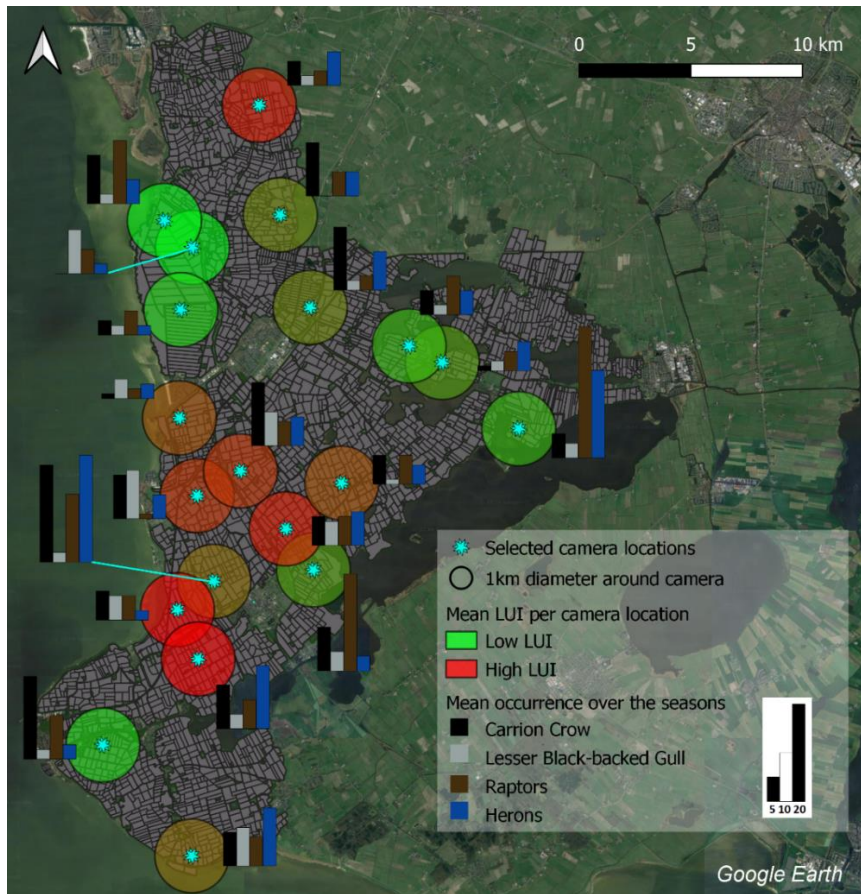 0 5 10 km
Selected camera locations
1km diameter around camera
Mean LUI per camera location
Low LUI
High LUI
Mean occurrence over the seasons
Carrion Crow
Lesser Black-backed Gull
Raptors
Herons
5 10 20
Google Earth